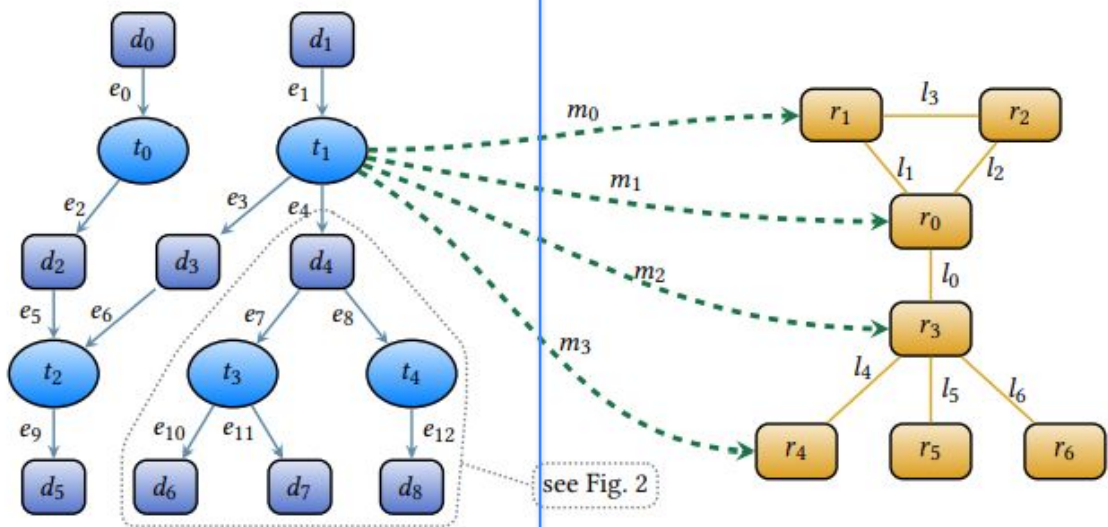 d0 d1
e0 e1
m0
r1 l3 r2
t0 t1
l1 l2
m1
e2 e3 e4
r0
d2 d3 d4
m2 l0
e5 e6 e7 e8
r3
m3
t2 t3 t4
l4 l5 l6
e9 e10 e11 e12
r4 r5 r6
d5 d6 d7 d8
see Fig. 2